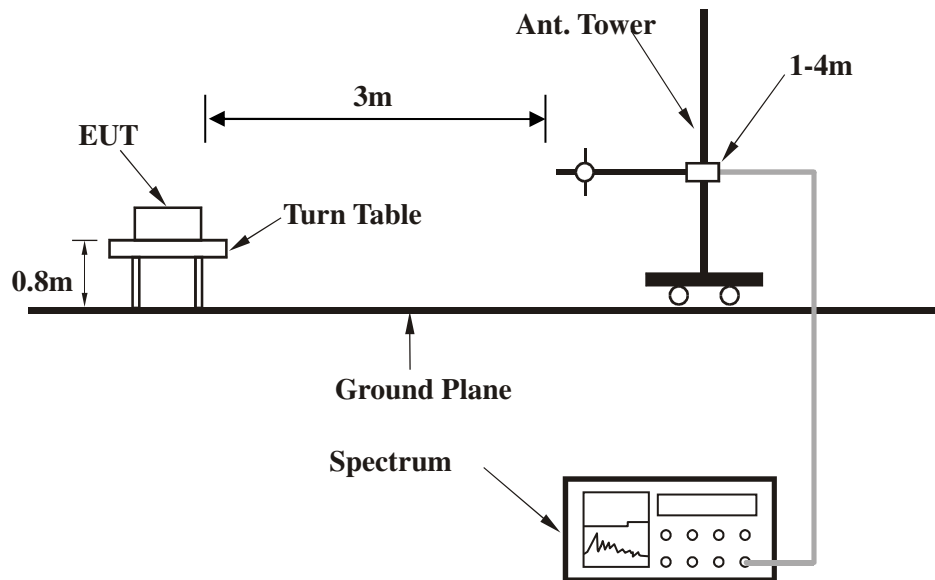 Ant. Tower
1-4m
3m
EUT
Turn Table
0.8m
Ground Plane
Spectrum